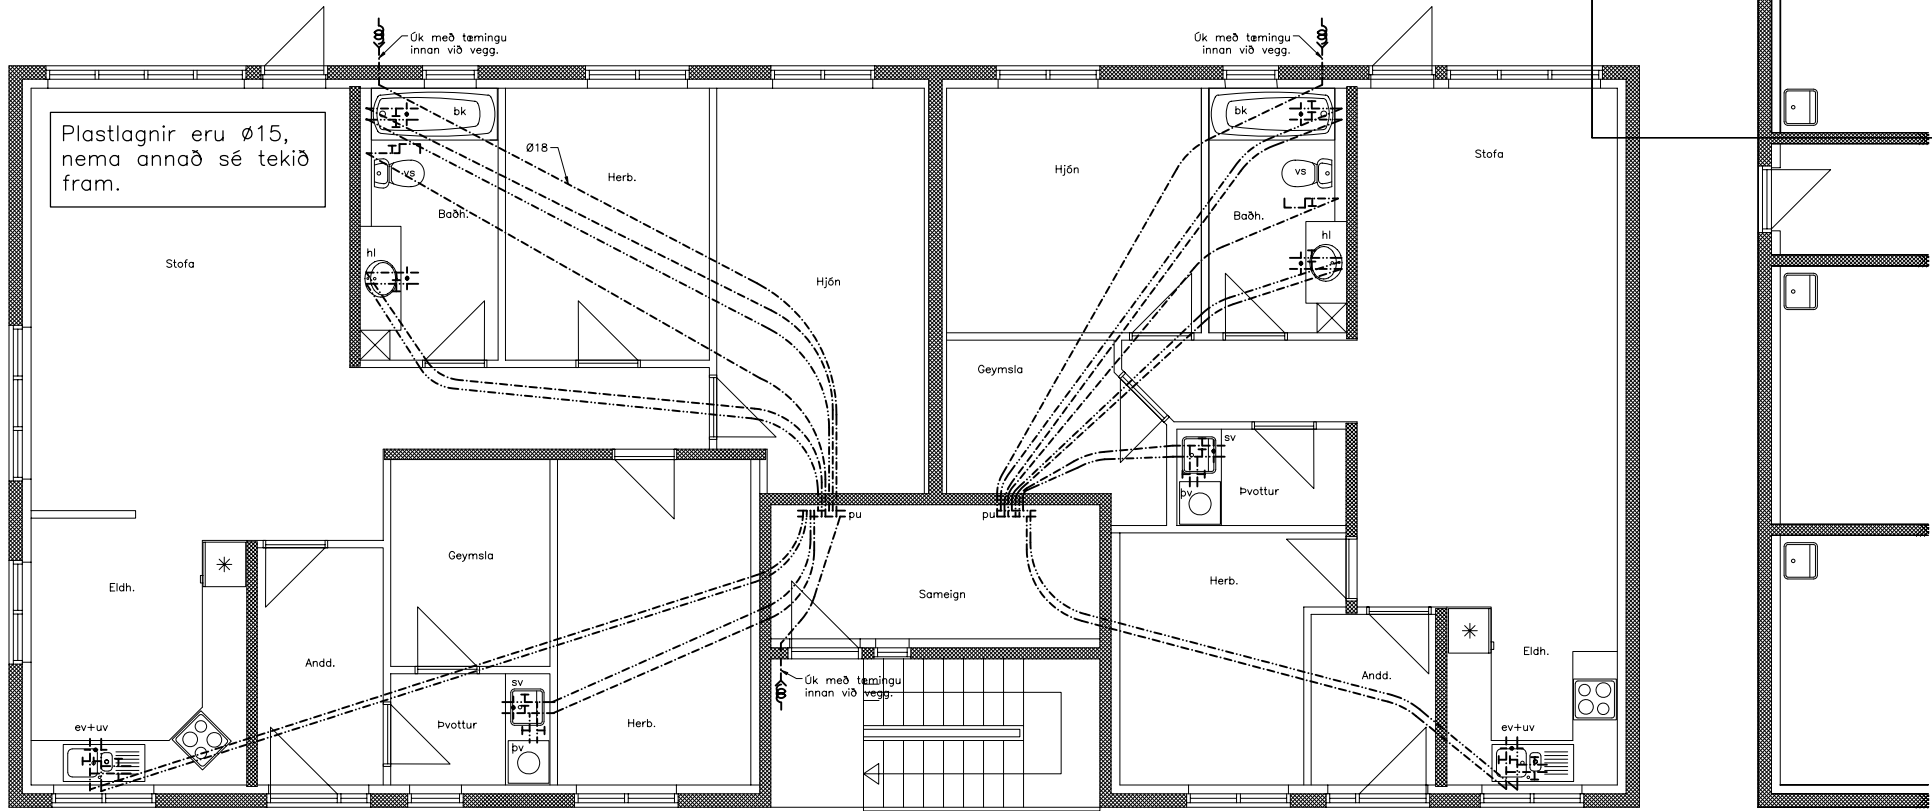 Úk með tæmingu
innan við vegg.
Úk með tæmingu
innan við vegg.
Plastlagnir eru ø15,
nema annað sé tekið
fram.
bk
bk
Ø18
Stofa
vs
Herb.
Hjón
vs
Baðh.
Baðh.
hl
hl
Stofa
Hjón
Geymsla
sv
þv
Þvottur
pu
pu
Geymsla
Eldh.
Herb.
Sameign
Andd.
Eldh.
Andd.
Úk með tæmingu
innan við vegg.
sv
Þvottur
Herb.
ev+uv
ev+uv
þv